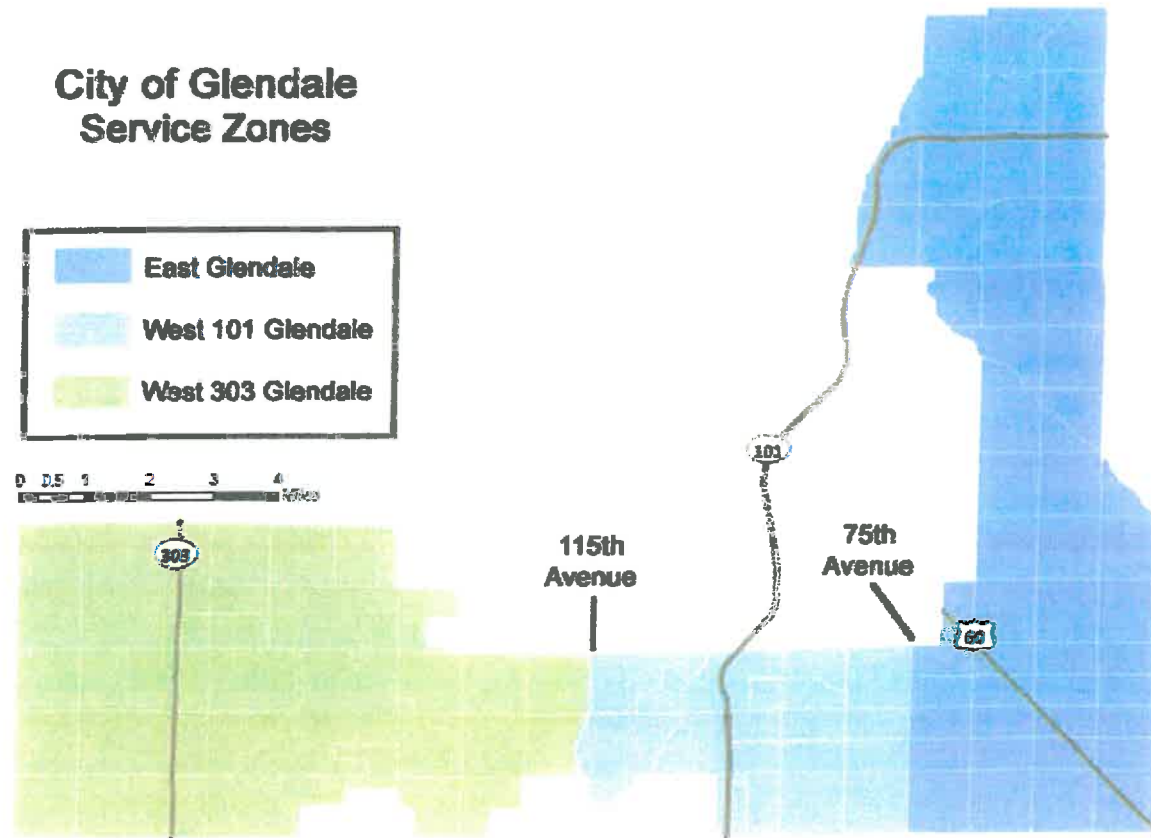 City of Glendale
Service Zones
East Glendale
West 101 Glendale
West 303 Glendale
0 0.5 1 2 3 4
Miles
303
115th
Avenue
101
75th
Avenue
60